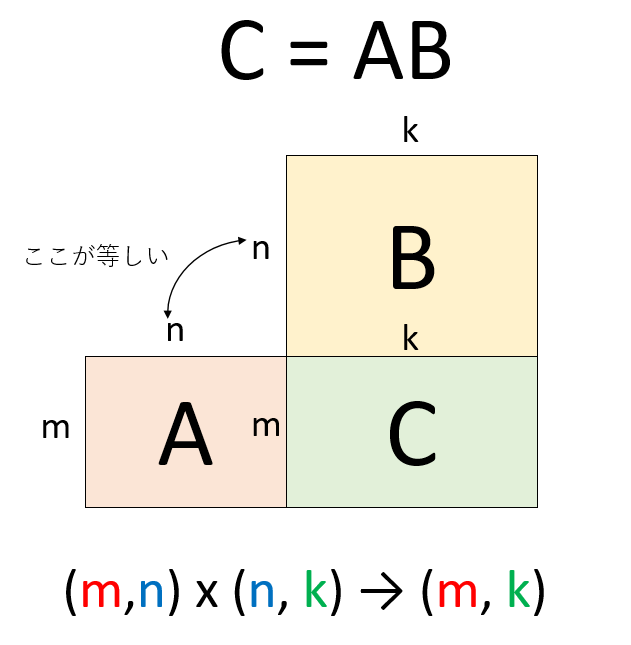 C = AB
k
ここが等しい
n
B
n
k
m
A
m
C
(m,n) x (n, k) → (m, k)